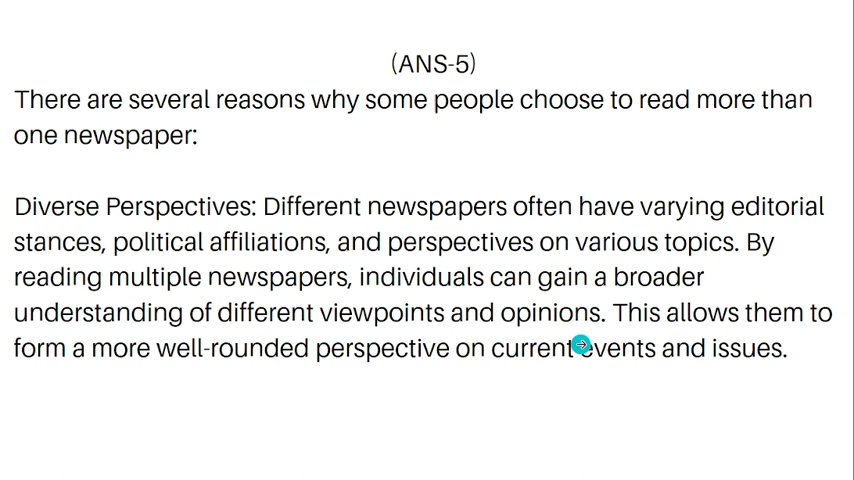 (ANS-5)
There are several reasons why some people choose to read more than
one newspaper:
Diverse Perspectives: Different newspapers often have varying editorial
stances, political affiliations, and perspectives on various topics. By
reading multiple newspapers, individuals can gain a broader
understanding of different viewpoints and opinions. This allows them to
form a more well-rounded perspective on current events and issues.